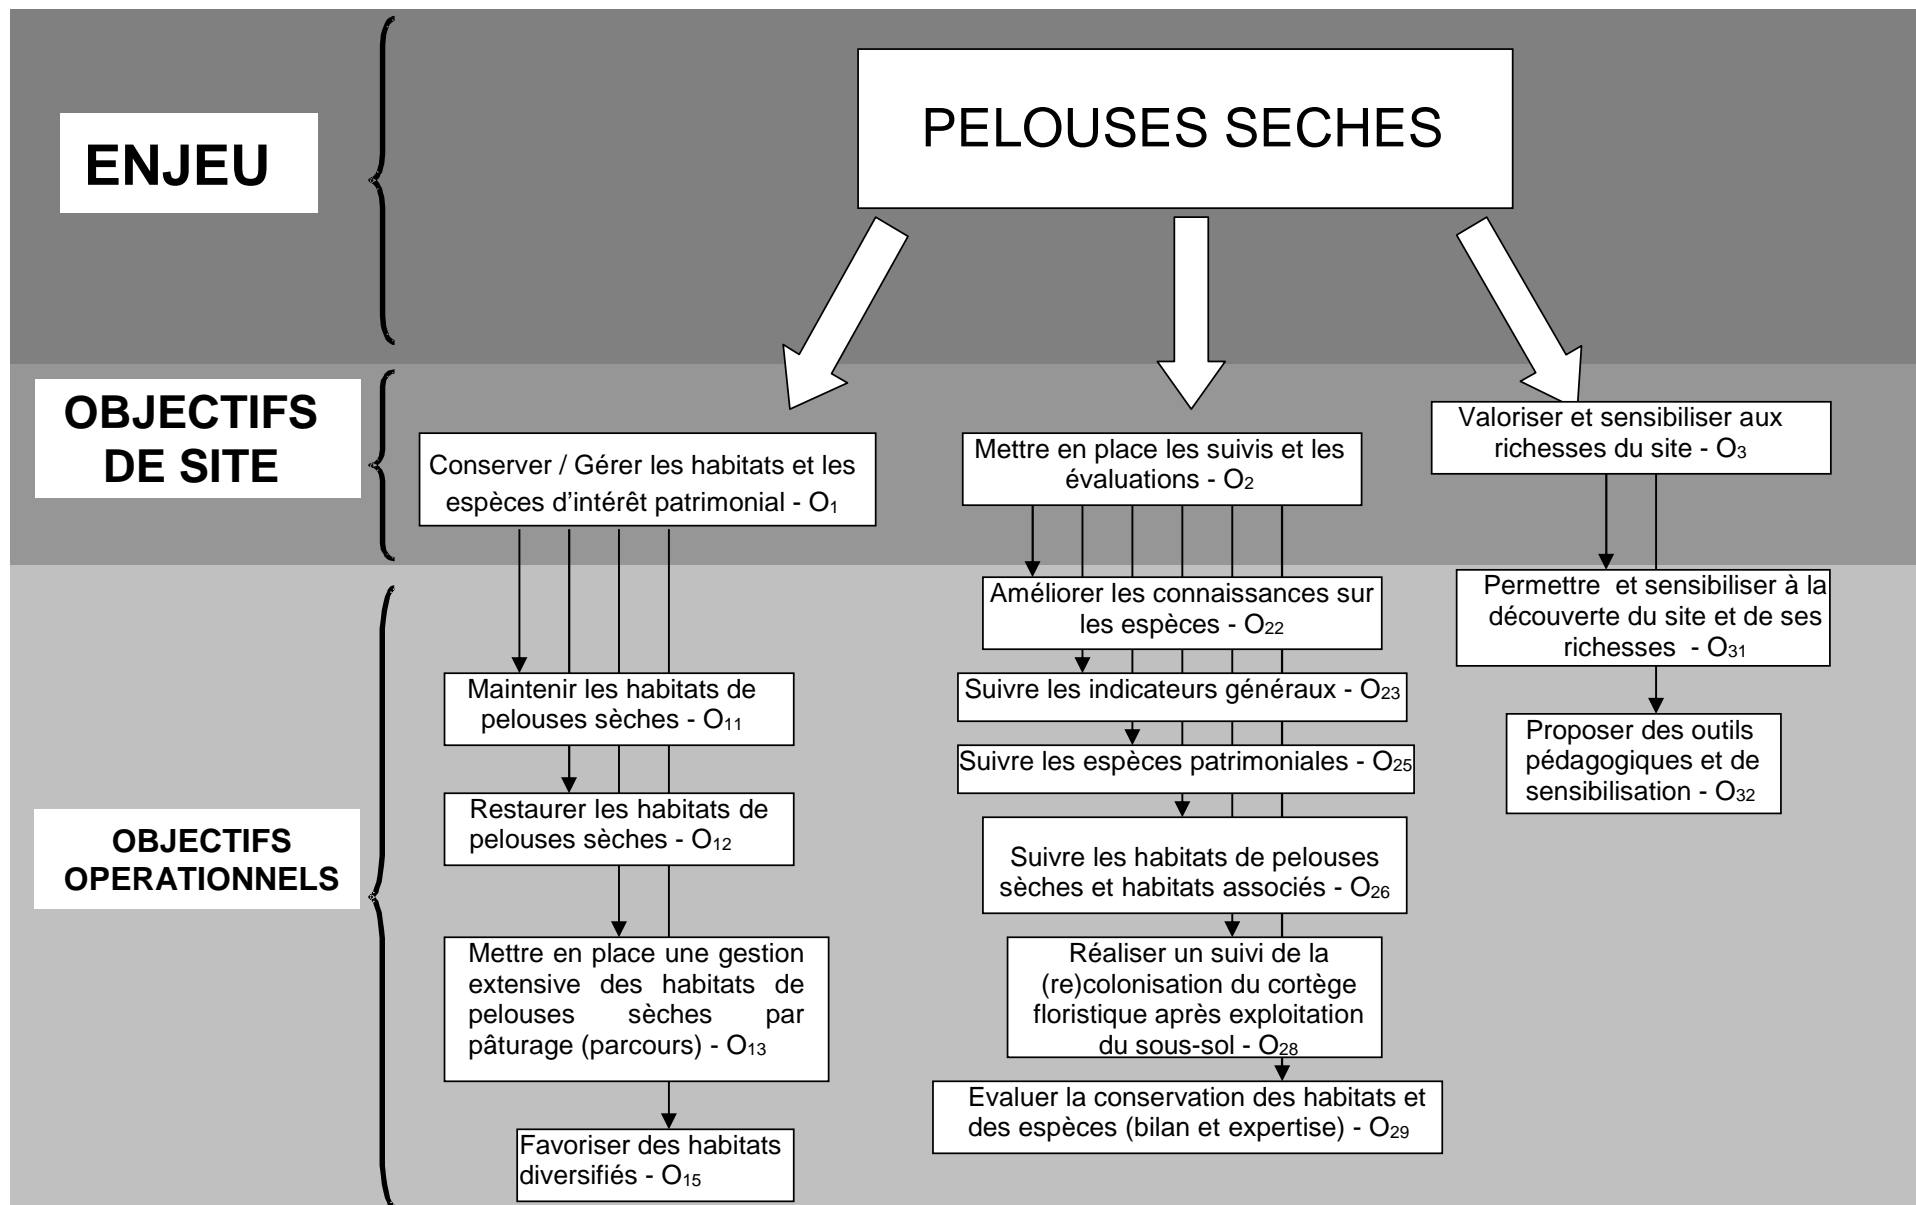 ENJEU
PELOUSES SECHES
OBJECTIFS
DE SITE
Conserver / Gérer les habitats et les
espèces d'intérêt patrimonial - O1
Mettre en place les suivis et les
évaluations - O2
Valoriser et sensibiliser aux
richesses du site - O3
OBJECTIFS
OPERATIONNELS
Maintenir les habitats de
pelouses sèches - O11
Restaurer les habitats de
pelouses sèches - O12
Mettre en place une gestion
extensive des habitats de
pelouses sèches par
pâturage (parcours) - O13
Favoriser des habitats
diversifiés - O15
Améliorer les connaissances sur
les espèces - O22
Suivre les indicateurs généraux - O23
Suivre les espèces patrimoniales - O25
Suivre les habitats de pelouses
sèches et habitats associés - O26
Réaliser un suivi de la
(re)colonisation du cortège
floristique après exploitation
du sous-sol - O28
Evaluer la conservation des habitats et
des espèces (bilan et expertise) - O29
Permettre et sensibiliser à la
découverte du site et de ses
richesses - O31
Proposer des outils
pédagogiques et de
sensibilisation - O32